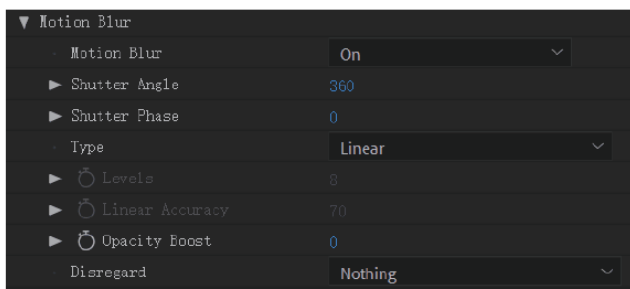 Motion Blur
Motion Blur On
Shutter Angle 360
Shutter Phase 0
Type Linear
Levels 8
Linear Accuracy 70
Opacity Boost 0
Disregard Nothing